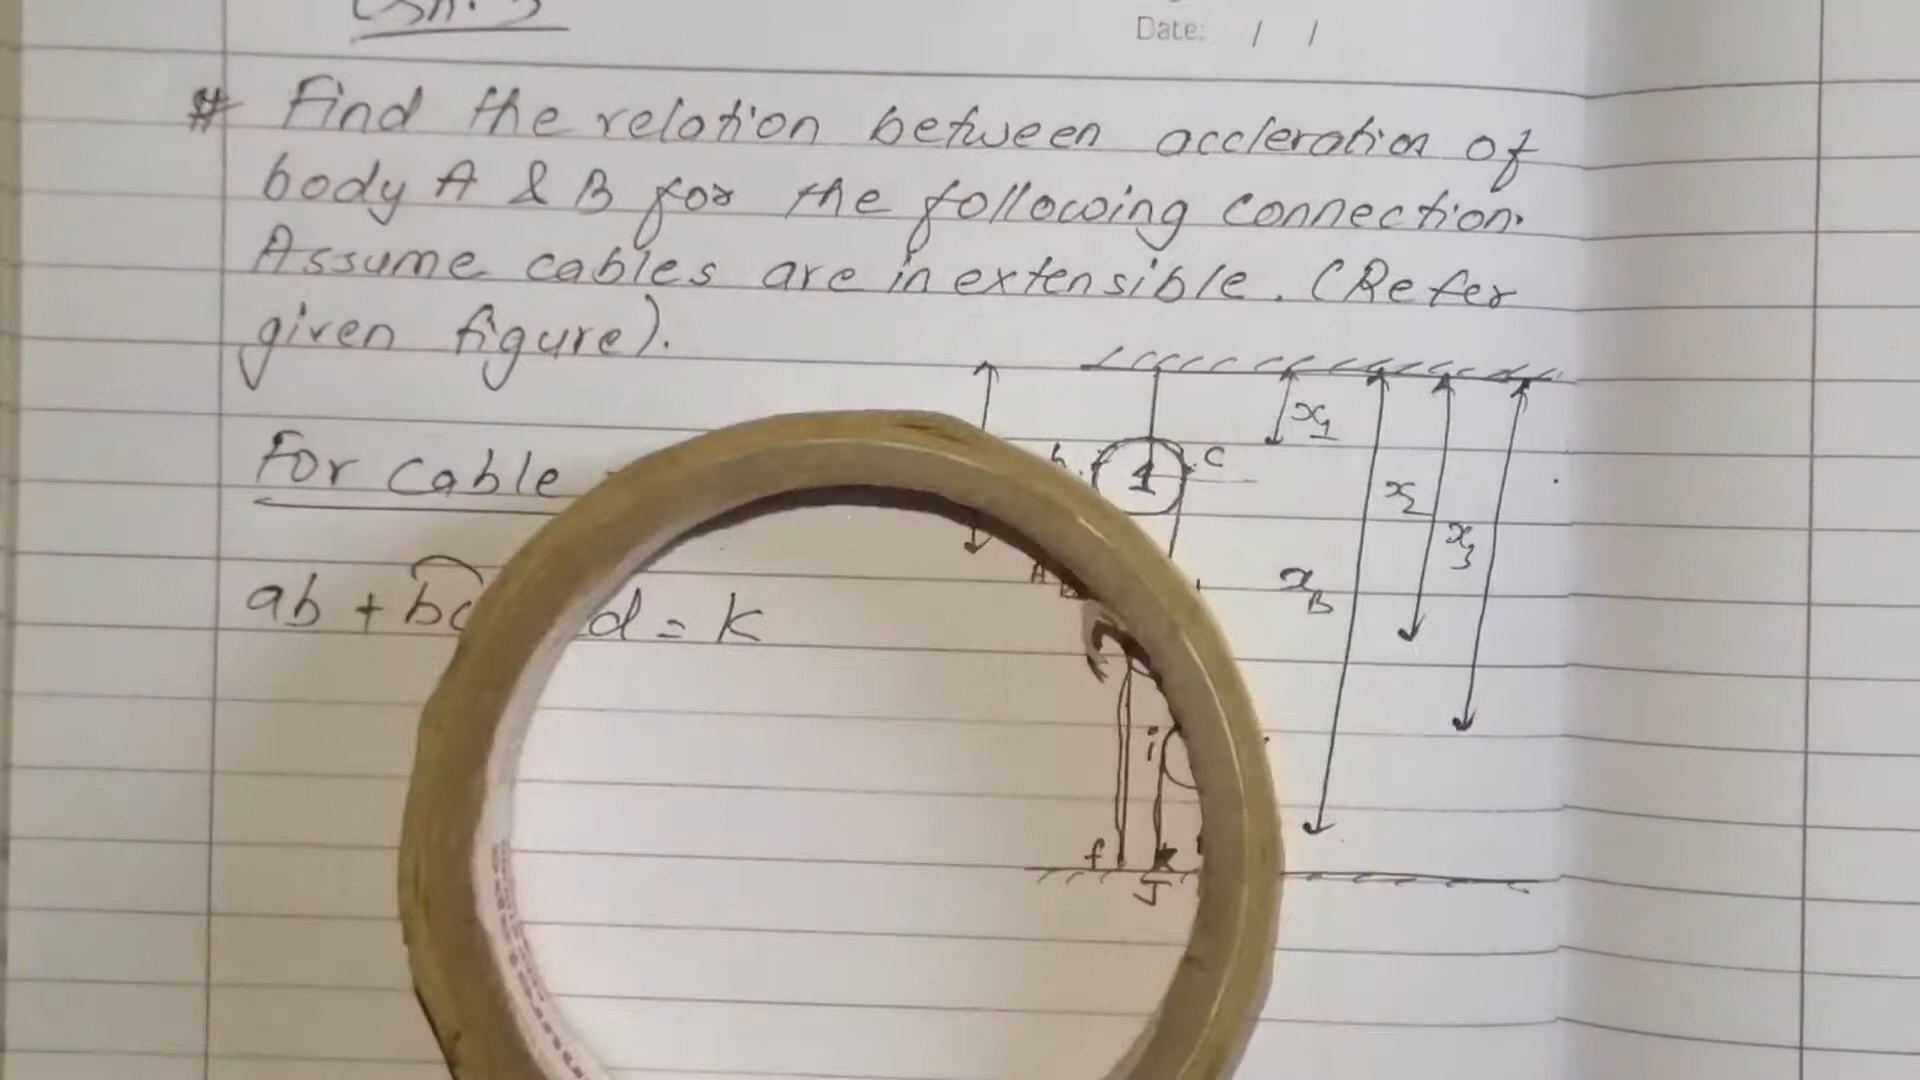 Date: / /
# Find the relation between accleration of
body A & B for the following connection.
Assume cables are inextensible. (Refer
given figure).
x1
For cable
c
1
x2
x3
A
xB
ab + bc
d = k
i
f
J